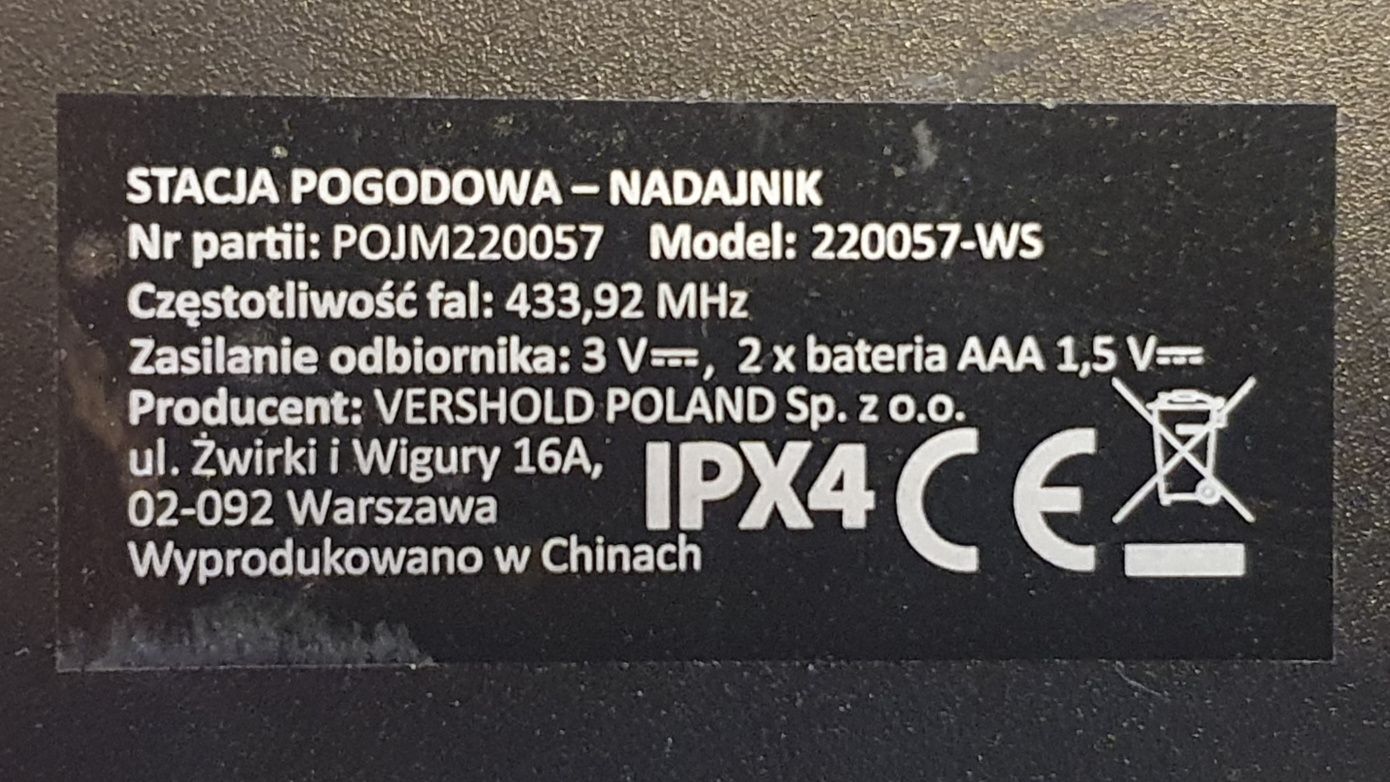 STACJA POGODOWA – NADAJNIK
Nr partii: POJM220057 Model: 220057-WS
Częstotliwość fal: 433,92 MHz
Zasilanie odbiornika: 3 V⎓, 2 x bateria AAA 1,5 V⎓
Producent: VERSHOLD POLAND Sp. z o.o.
ul. Żwirki i Wigury 16A,
02-092 Warszawa
Wyprodukowano w Chinach
IPX4 CE